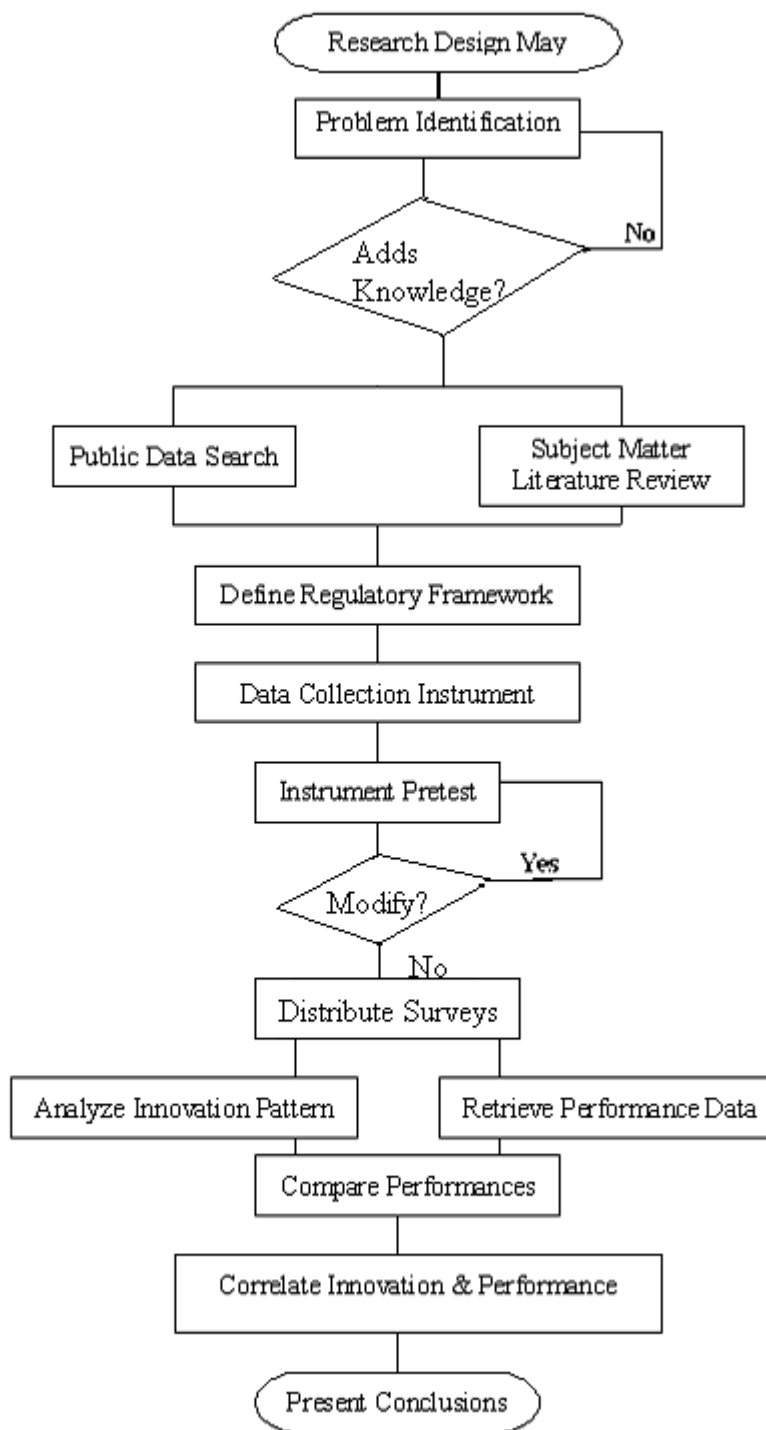 Research Design May
Problem Identification
No
Adds
Knowledge?
Public Data Search
Subject Matter
Literature Review
Define Regulatory Framework
Data Collection Instrument
Instrument Pretest
Yes
Modify?
No
Distribute Surveys
Analyze Innovation Pattern
Retrieve Performance Data
Compare Performances
Correlate Innovation & Performance
Present Conclusions